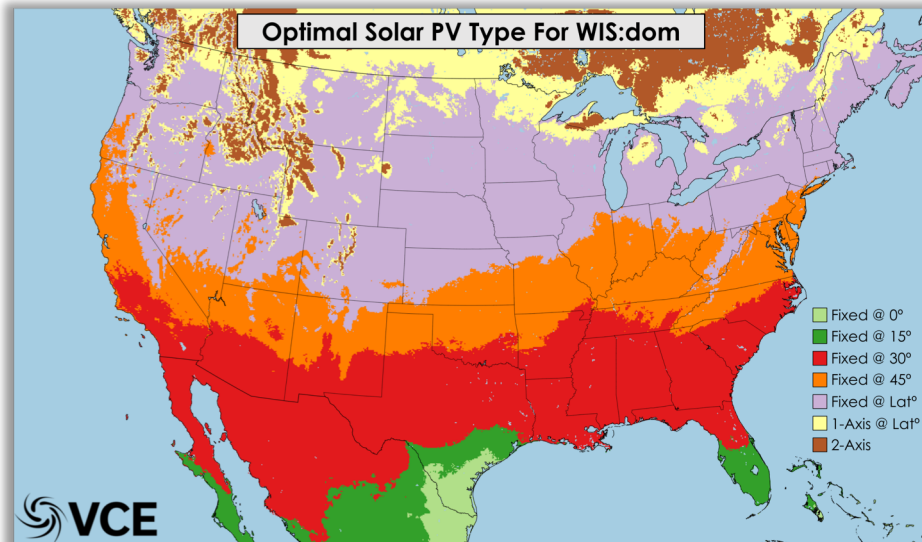 Optimal Solar PV Type For WIS:dom
Fixed @ 0º
Fixed @ 15º
Fixed @ 30º
Fixed @ 45º
Fixed @ Latº
1-Axis @ Latº
2-Axis
VCE